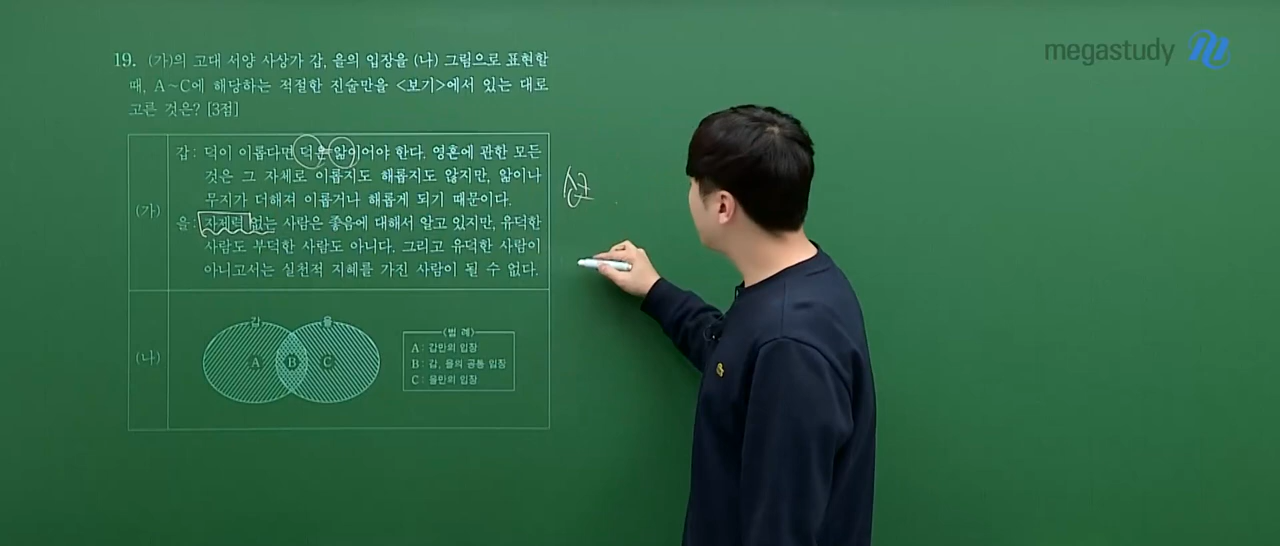 megastudy
19. (가)의 고대 서양 사상가 갑, 을의 입장을 (나) 그림으로 표현할
때, A~C에 해당하는 적절한 진술만을 <보기>에서 있는 대로
고른 것은? [3점]
(가)
갑: 덕이 이롭다면 덕은 앎이어야 한다. 영혼에 관한 모든
것은 그 자체로 이롭지도 해롭지도 않지만, 앎이나
무지가 더해져 이롭거나 해롭게 되기 때문이다.
을: 자제력 없는 사람은 좋음에 대해서 알고 있지만, 유덕한
사람도 부덕한 사람도 아니다. 그리고 유덕한 사람이
아니고서는 실천적 지혜를 가진 사람이 될 수 없다.
(나)
갑 을
A B C
<범 례>
A: 갑만의 입장
B: 갑, 을의 공통 입장
C: 을만의 입장